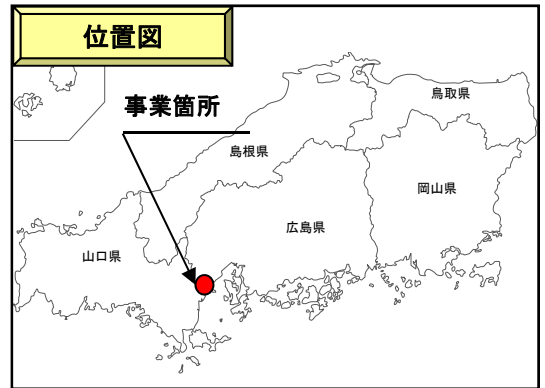 位置図
事業箇所
鳥取県
島根県
岡山県
広島県
山口県